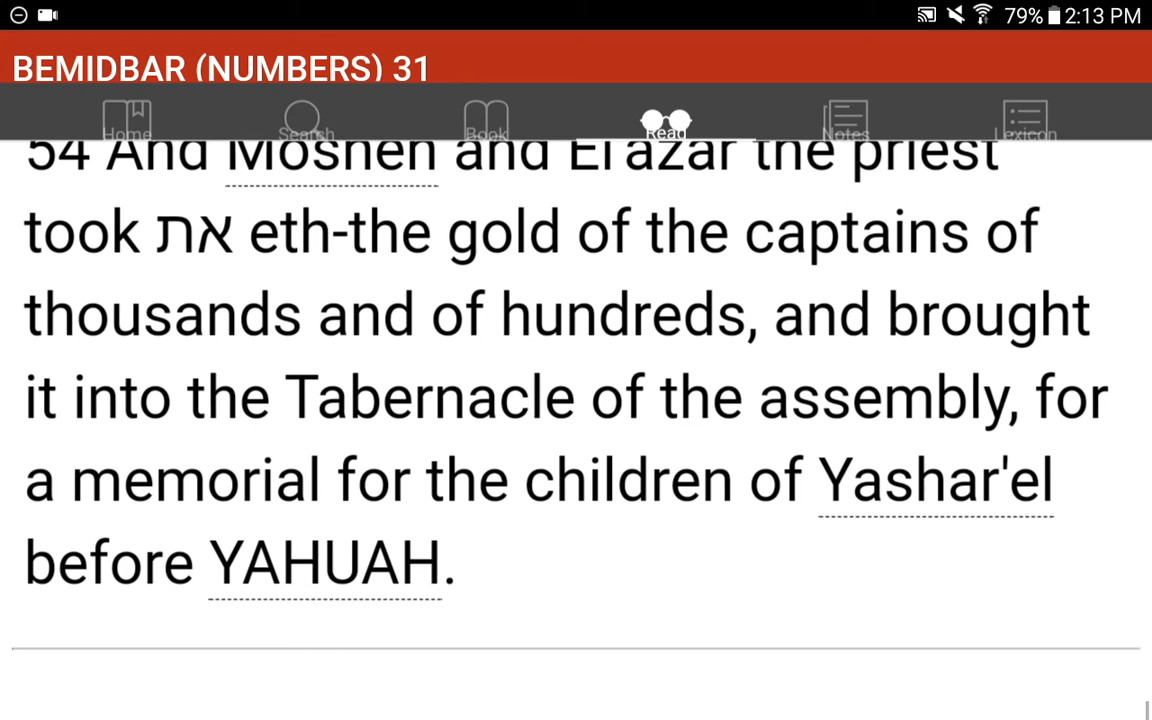 79% 2:13 PM
BEMIDBAR (NUMBERS) 31
Home Search Book Read Notes Lexicon
54 And Mosheh and El'azar the priest
took את eth-the gold of the captains of
thousands and of hundreds, and brought
it into the Tabernacle of the assembly, for
a memorial for the children of Yashar'el
before YAHUAH.